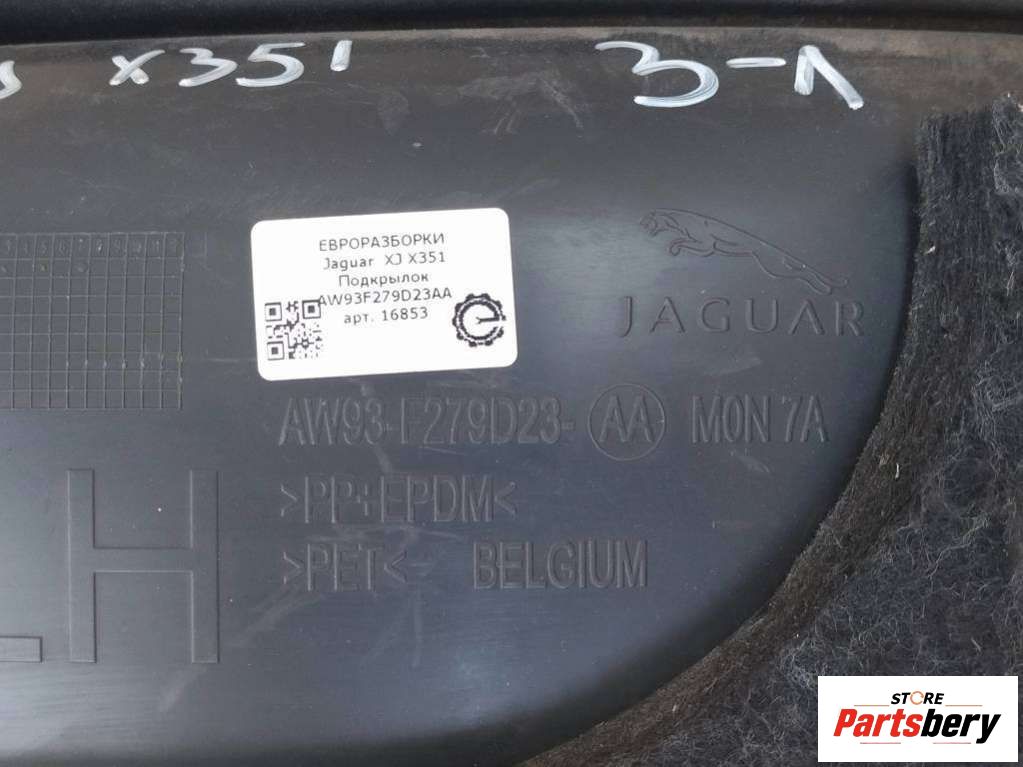 x351 3-Л
ЕВРОРАЗБОРКИ
Jaguar XJ X351
Подкрылок
AW93F279D23AA
арт. 16853
JAGUAR
AW93-F279D23- AA M0N 7A
>PP+EPDM<
>PET< BELGIUM
LH
STORE
Partsbery